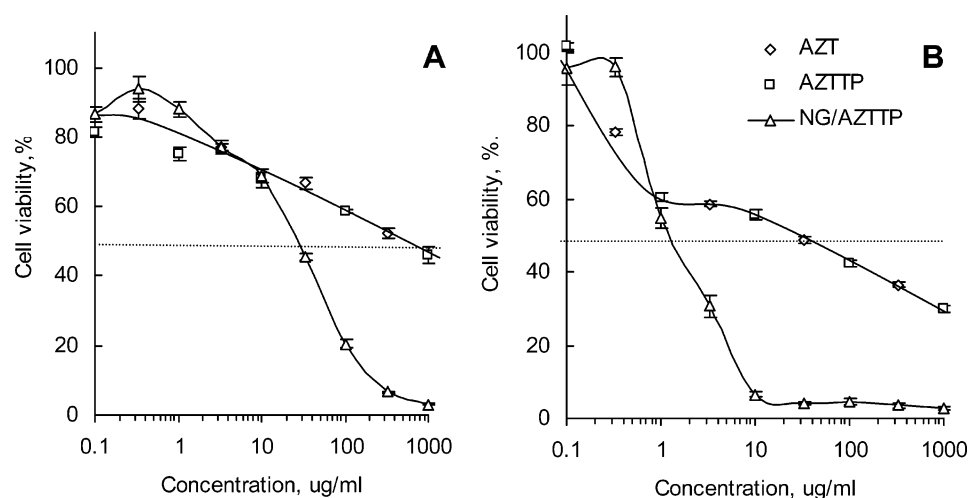 A
Cell viability,%
100
80
60
40
20
0
0.1 1 10 100 1000
Concentration, ug/ml
B
AZT
AZTTP
NG/AZTTP
Cell viability, %.
100
80
60
40
20
0
0.1 1 10 100 1000
Concentration, ug/ml